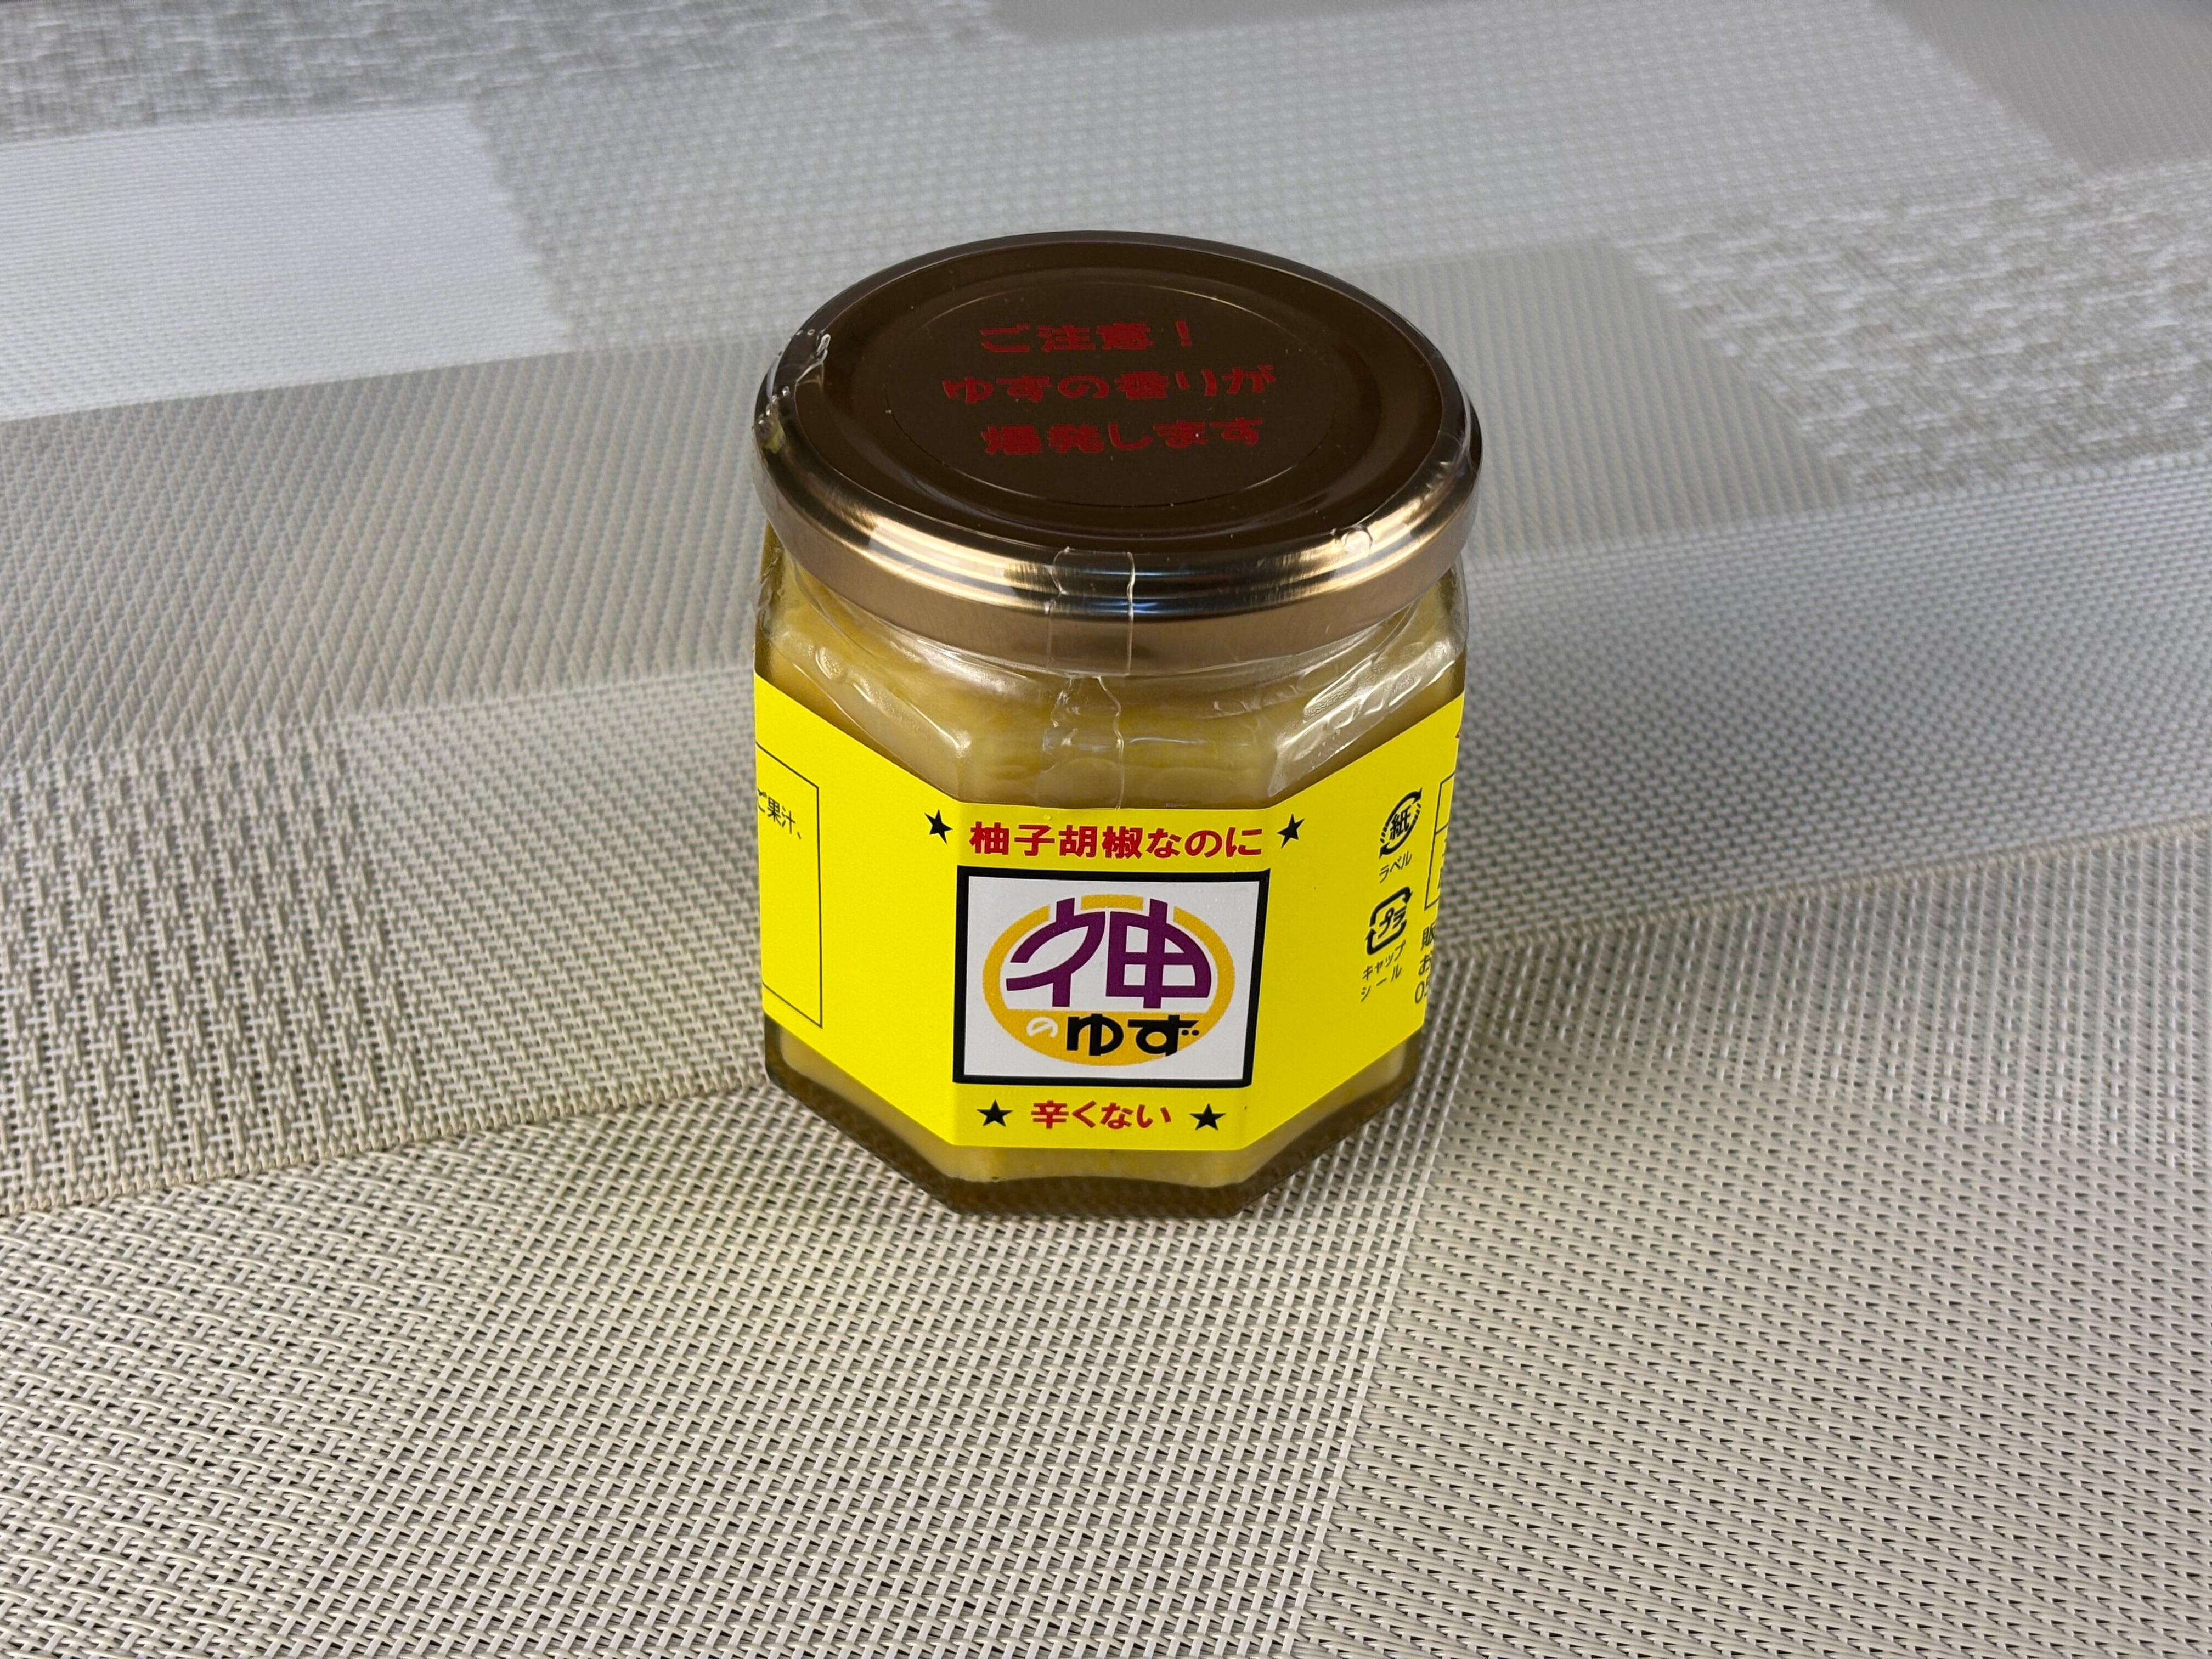 ご注意！
ゆずの香りが
爆発します
★柚子胡椒なのに★
神
のゆず
★辛くない★
果汁、
紙
ラベル
プラ
キャップ
シール